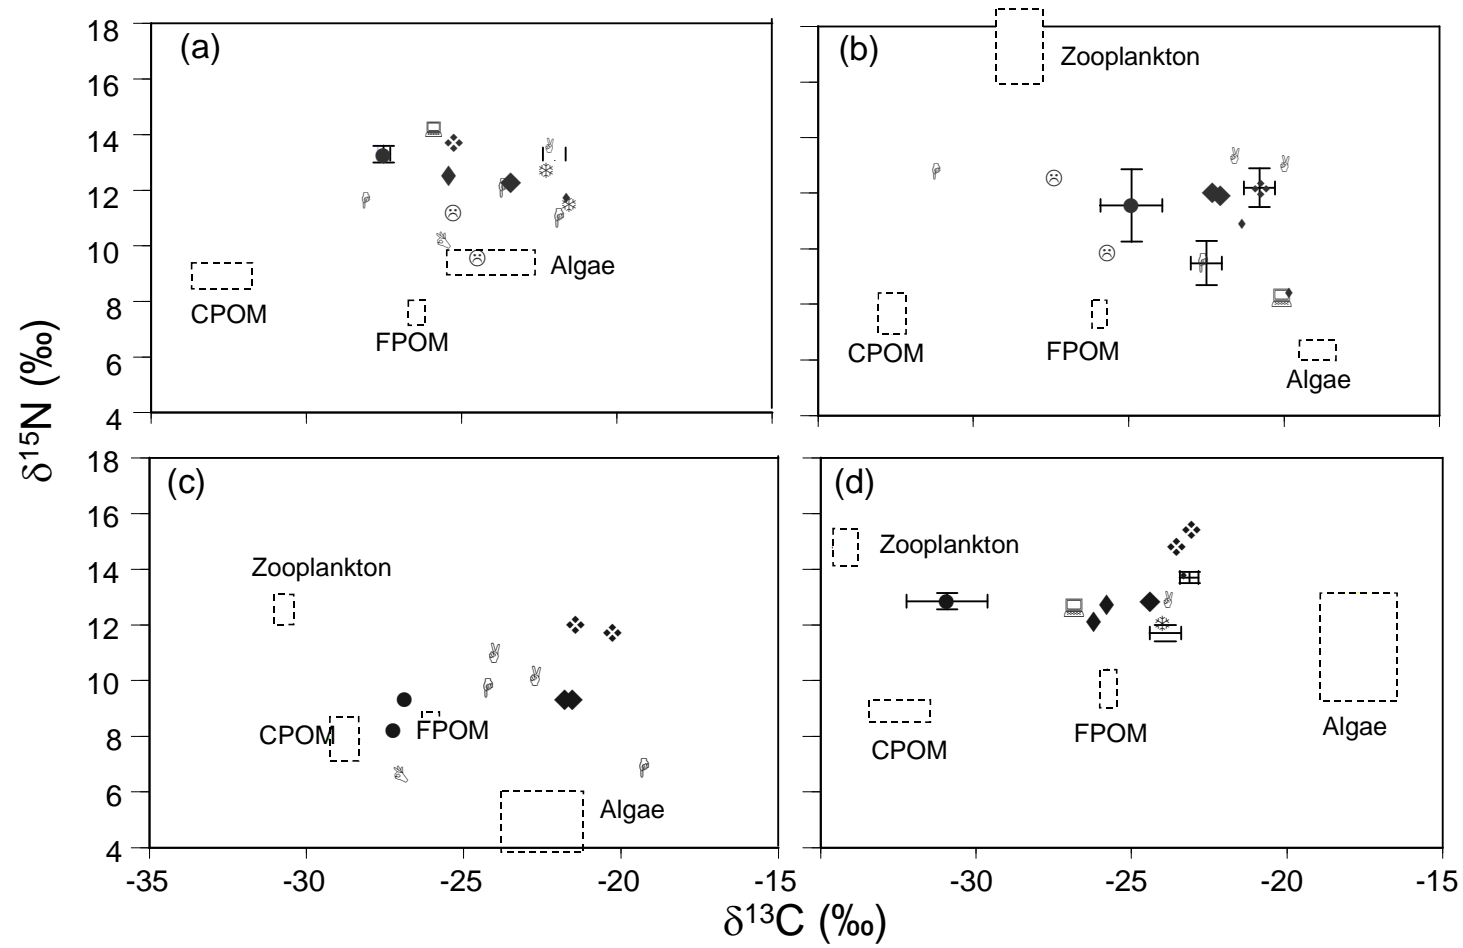 18
16
14
12
10
8
6
4
(a)
CPOM
FPOM
Algae
(b)
Zooplankton
CPOM
FPOM
Algae
δ15N (‰)
18
16
14
12
10
8
6
4
(c)
Zooplankton
CPOM
FPOM
Algae
(d)
Zooplankton
CPOM
FPOM
Algae
-35 -30 -25 -20 -15
-30 -25 -20 -15
δ13C (‰)